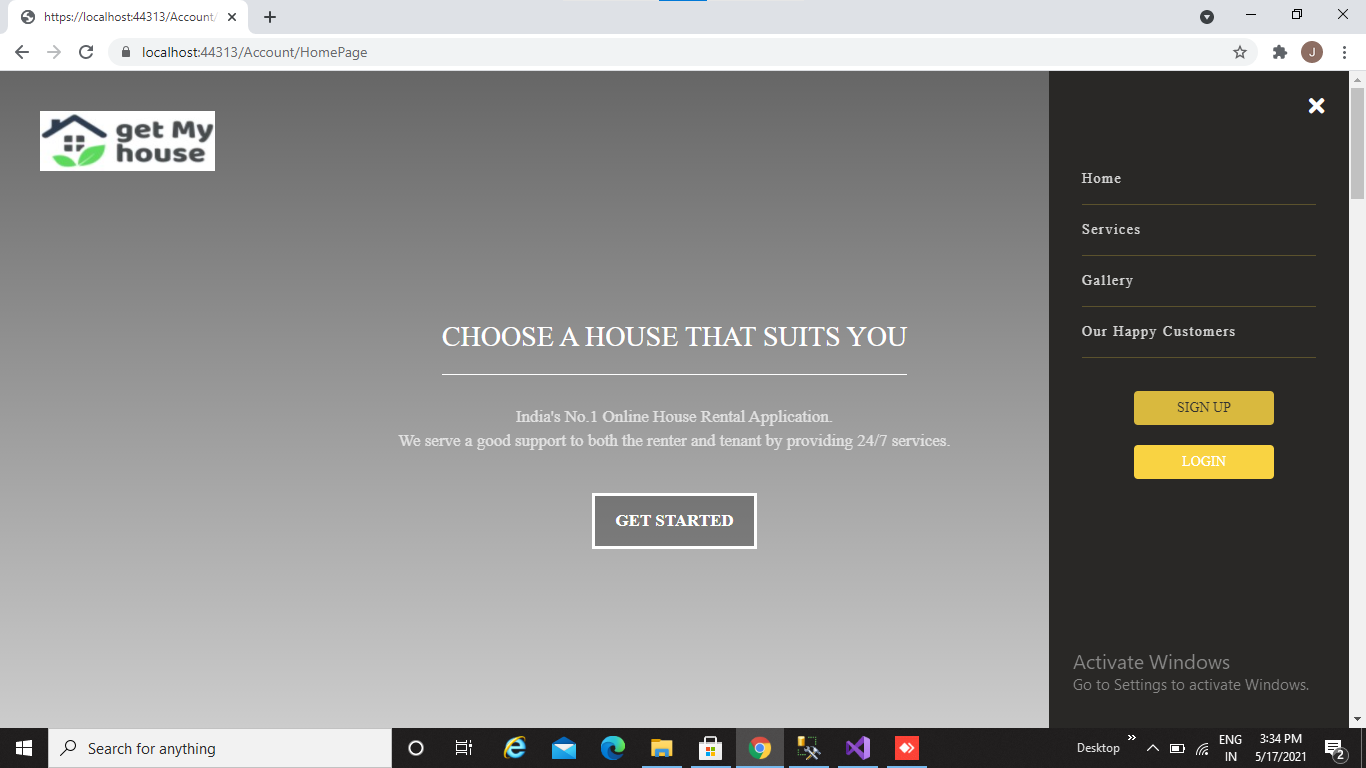 https://localhost:44313/Account/
localhost:44313/Account/HomePage
J
get My
house
Home
Services
Gallery
Our Happy Customers
SIGN UP
LOGIN
CHOOSE A HOUSE THAT SUITS YOU
India's No.1 Online House Rental Application.
We serve a good support to both the renter and tenant by providing 24/7 services.
GET STARTED
Activate Windows
Go to Settings to activate Windows.
Search for anything
Desktop
ENG
IN
3:34 PM
5/17/2021
2